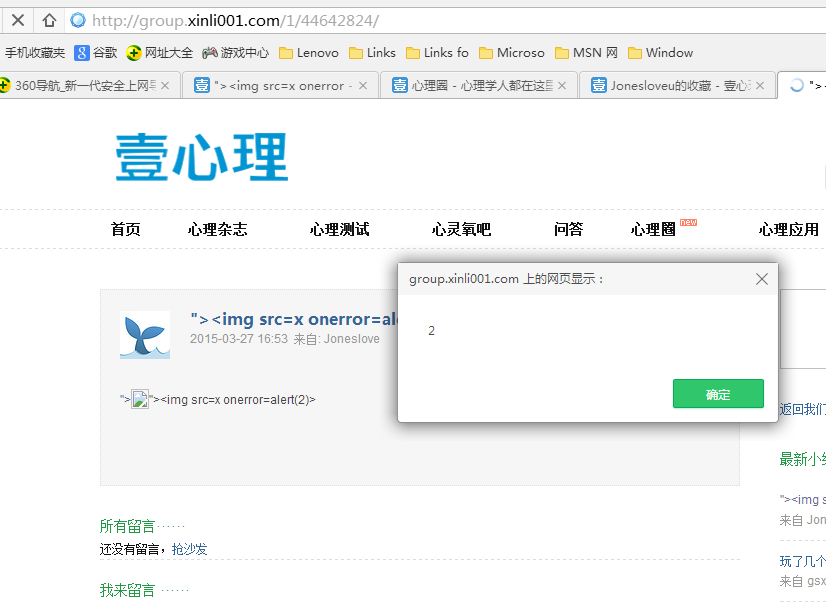 http://group.xinli001.com/1/44642824/
手机收藏夹 谷歌 网址大全 游戏中心 Lenovo Links Links fo Microso MSN 网 Window
360导航_新一代安全上网导 "><img src=x onerror - 心理圈 - 心理学人都在这里 Jonesloveu的收藏 - 壹心理 ">
壹心理
首页 心理杂志 心理测试 心灵氧吧 问答 心理圈 new 心理应用
group.xinli001.com 上的网页显示：
2
确定
"><img src=x onerror=al
2015-03-27 16:53 来自: Joneslove
">"><img src=x onerror=alert(2)>
返回我们
最新小组
"><img s
来自 Jon
玩了几个
来自 gsx
所有留言 ······
还没有留言，抢沙发
我来留言 ······